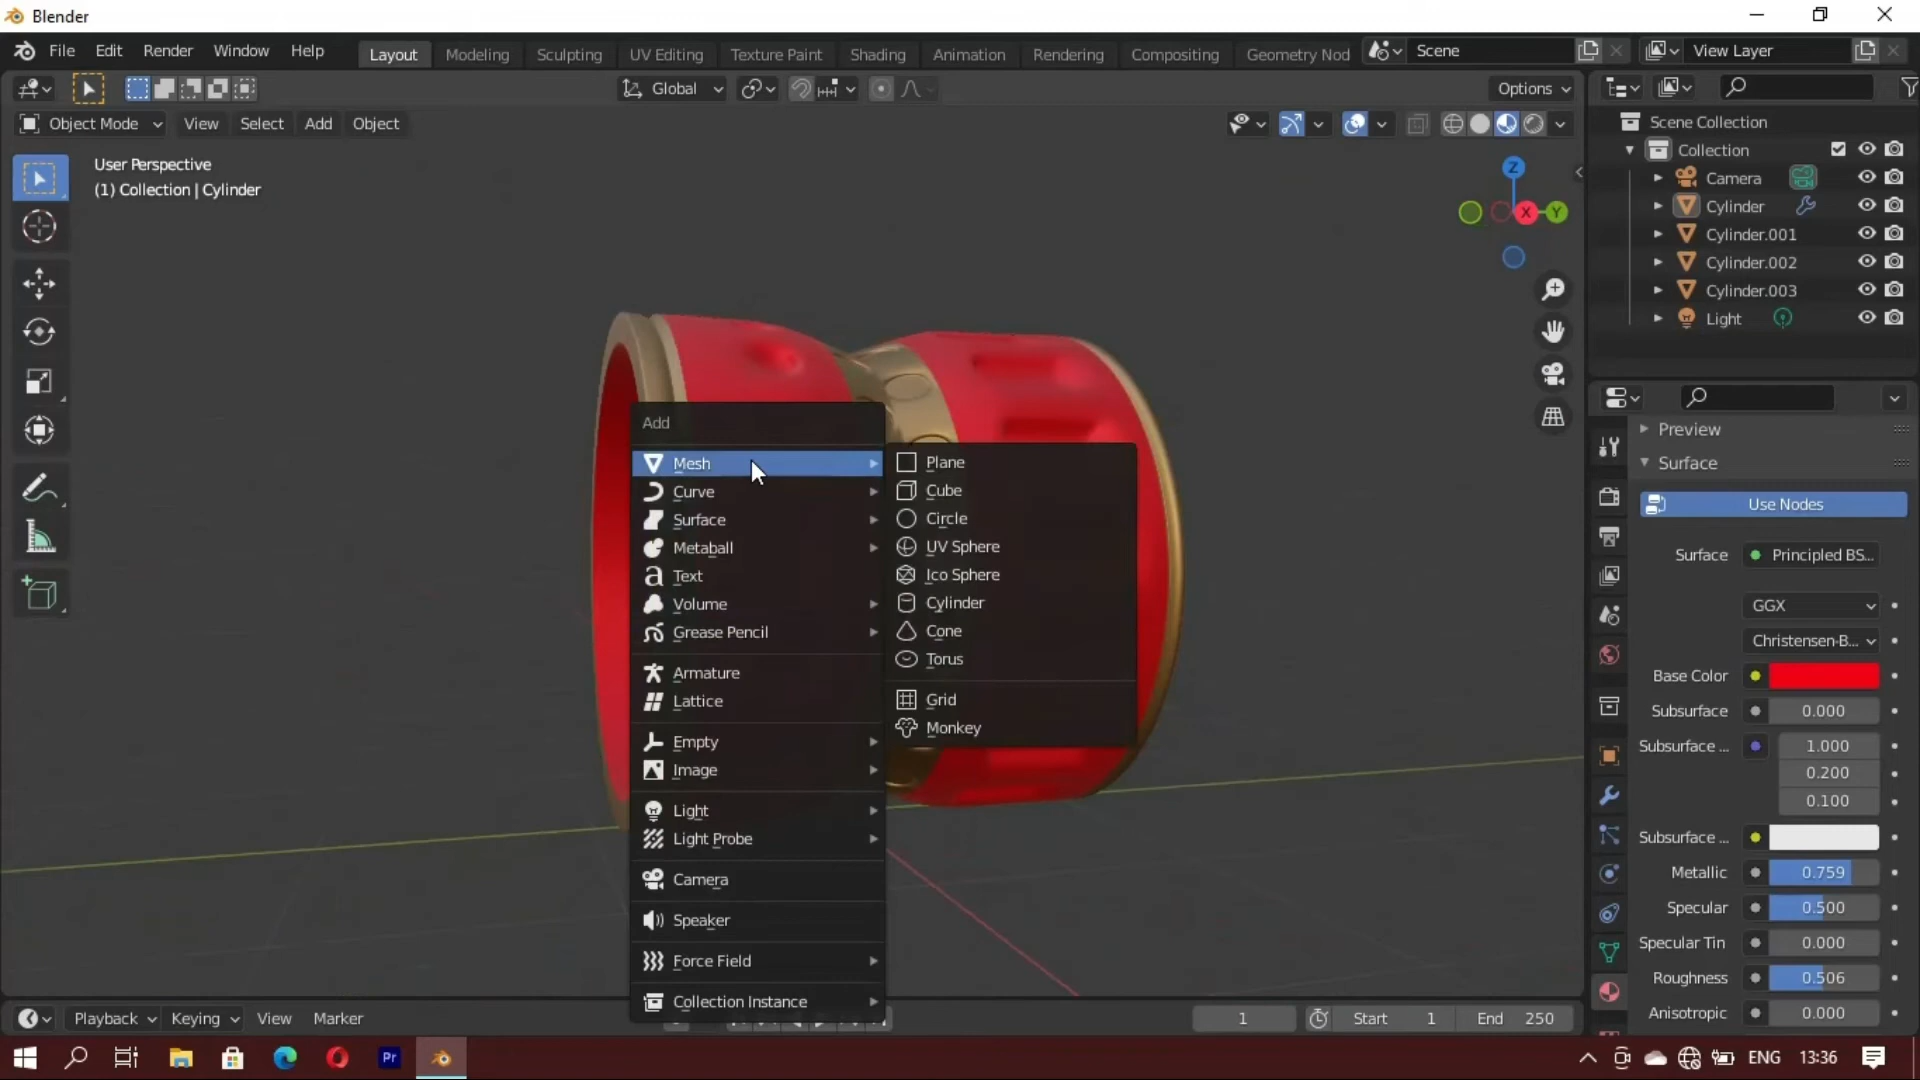 Blender
File Edit Render Window Help Layout Modeling Sculpting UV Editing Texture Paint Shading Animation Rendering Compositing Geometry Nod Scene View Layer
Global Options
Object Mode View Select Add Object
User Perspective
(1) Collection | Cylinder
Z
X
Y
Scene Collection
Collection
Camera
Cylinder
Cylinder.001
Cylinder.002
Cylinder.003
Light
Add
Mesh
Curve
Surface
Metaball
Text
Volume
Grease Pencil
Armature
Lattice
Empty
Image
Light
Light Probe
Camera
Speaker
Force Field
Collection Instance
Plane
Cube
Circle
UV Sphere
Ico Sphere
Cylinder
Cone
Torus
Grid
Monkey
Preview
Surface
Use Nodes
Surface Principled BS...
GGX
Christensen-B...
Base Color
Subsurface 0.000
Subsurface ... 1.000
0.200
0.100
Subsurface ...
Metallic 0.759
Specular 0.500
Specular Tin 0.000
Roughness 0.506
Anisotropic 0.000
Playback Keying View Marker 1 Start 1 End 250
Pr ENG 13:36